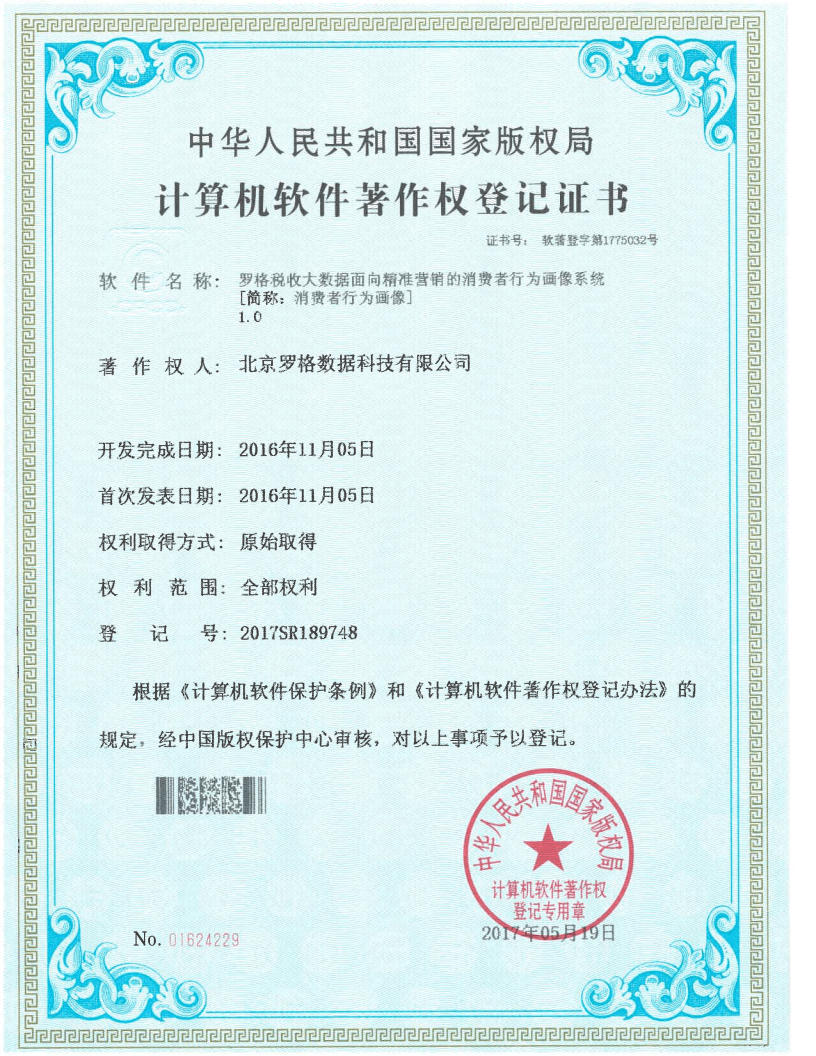 中华人民共和国国家版权局
计算机软件著作权登记证书
证书号： 软著登字第1775032号
软件名称： 罗格税收大数据面向精准营销的消费者行为画像系统
[简称：消费者行为画像]
1.0
著作权人： 北京罗格数据科技有限公司
开发完成日期： 2016年11月05日
首次发表日期： 2016年11月05日
权利取得方式： 原始取得
权利范围： 全部权利
登记号： 2017SR189748
根据《计算机软件保护条例》和《计算机软件著作权登记办法》的
规定，经中国版权保护中心审核，对以上事项予以登记。
中华人民共和国国家版权局
计算机软件著作权
登记专用章
2017年05月19日
No. 01624229